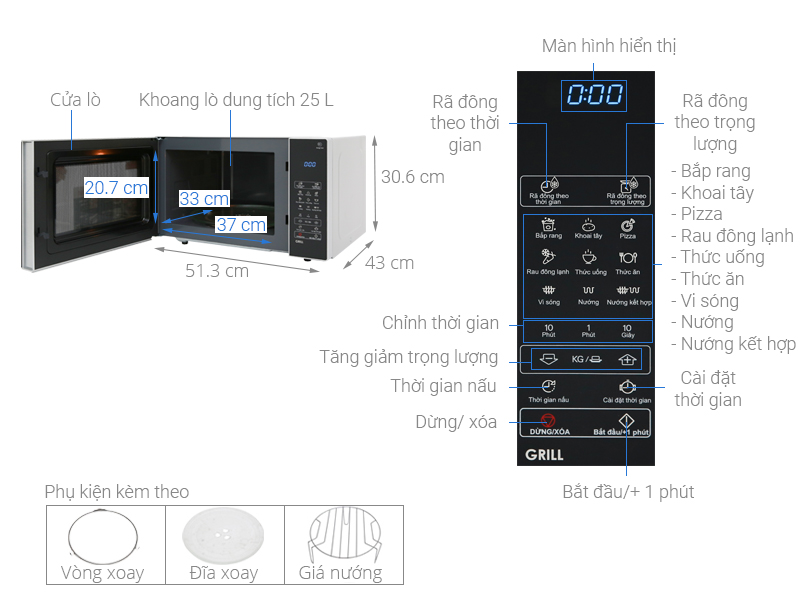 Màn hình hiển thị
0:00
Cửa lò
Khoang lò dung tích 25 L
Rã đông
theo thời
gian
Rã đông
theo trọng
lượng
20.7 cm
33 cm
37 cm
30.6 cm
51.3 cm
43 cm
000
GRILL
Rã đông theo
thời gian
Rã đông theo
trọng lượng
Bắp rang
Khoai tây
Pizza
Rau đông lạnh
Thức uống
Thức ăn
Vi sóng
Nướng
Nướng kết hợp
- Bắp rang
- Khoai tây
- Pizza
- Rau đông lạnh
- Thức uống
- Thức ăn
- Vi sóng
- Nướng
- Nướng kết hợp
Chỉnh thời gian
10
Phút
1
Phút
10
Giây
Tăng giảm trọng lượng
KG /
Thời gian nấu
Thời gian nấu
Cài đặt thời gian
Cài đặt
thời gian
Dừng/ xóa
DỪNG/XÓA
Bắt đầu/+1 phút
GRILL
Bắt đầu/+ 1 phút
Phụ kiện kèm theo
Vòng xoay
Đĩa xoay
Giá nướng